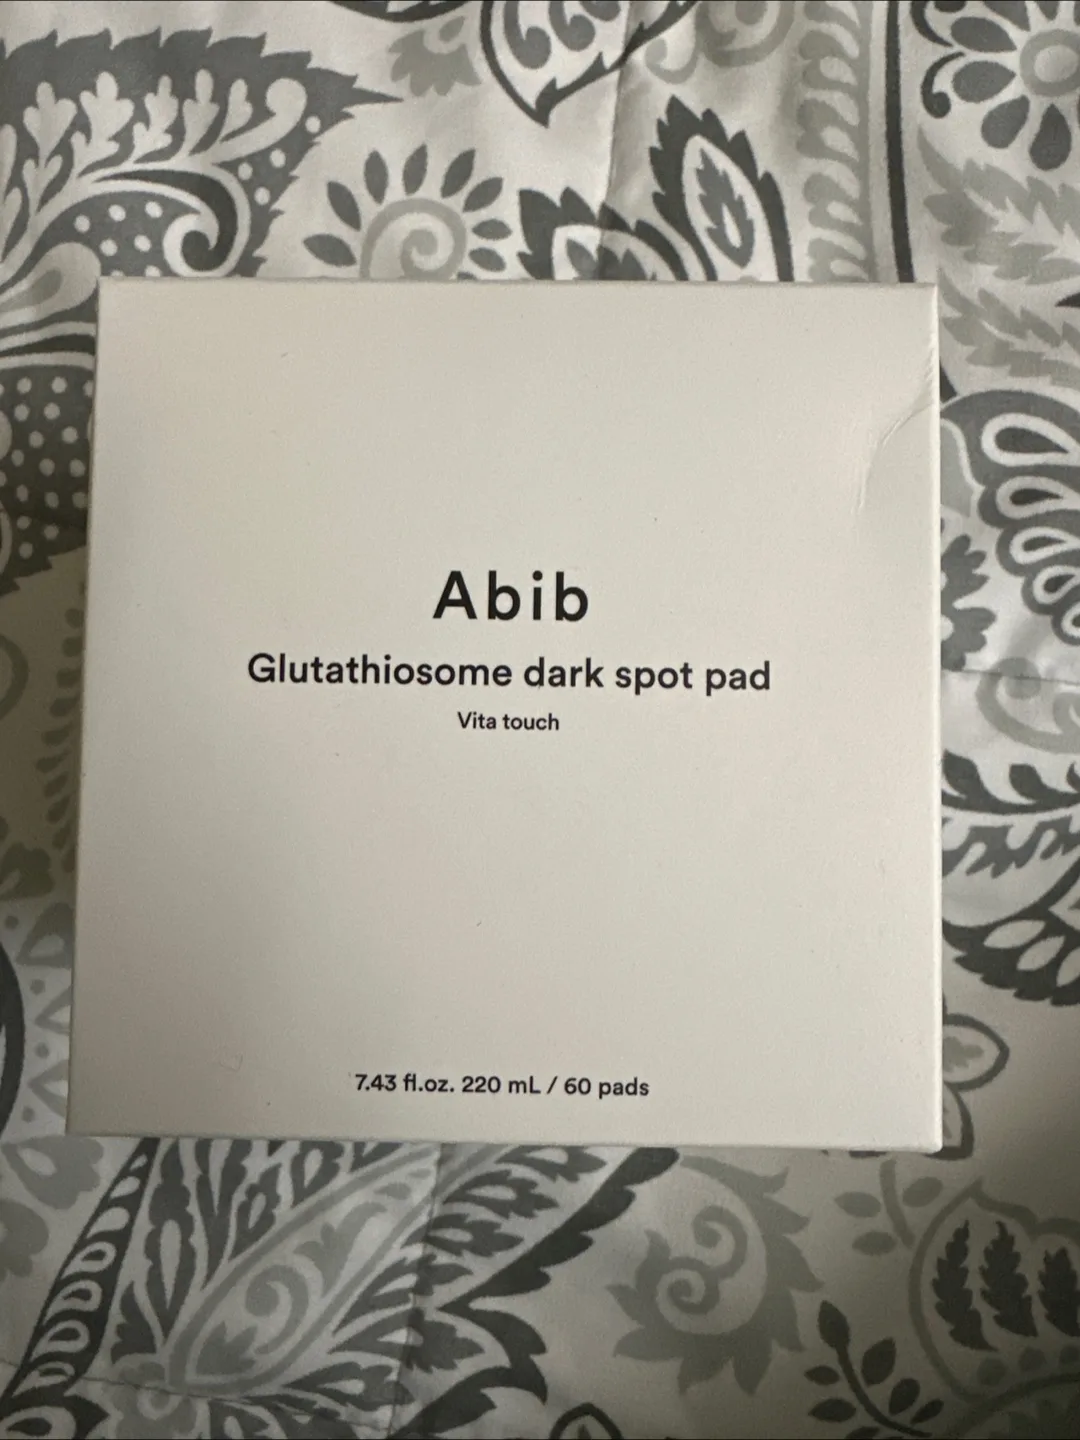 Abib
Glutathiosome dark spot pad
Vita touch
7.43 fl.oz. 220 mL / 60 pads